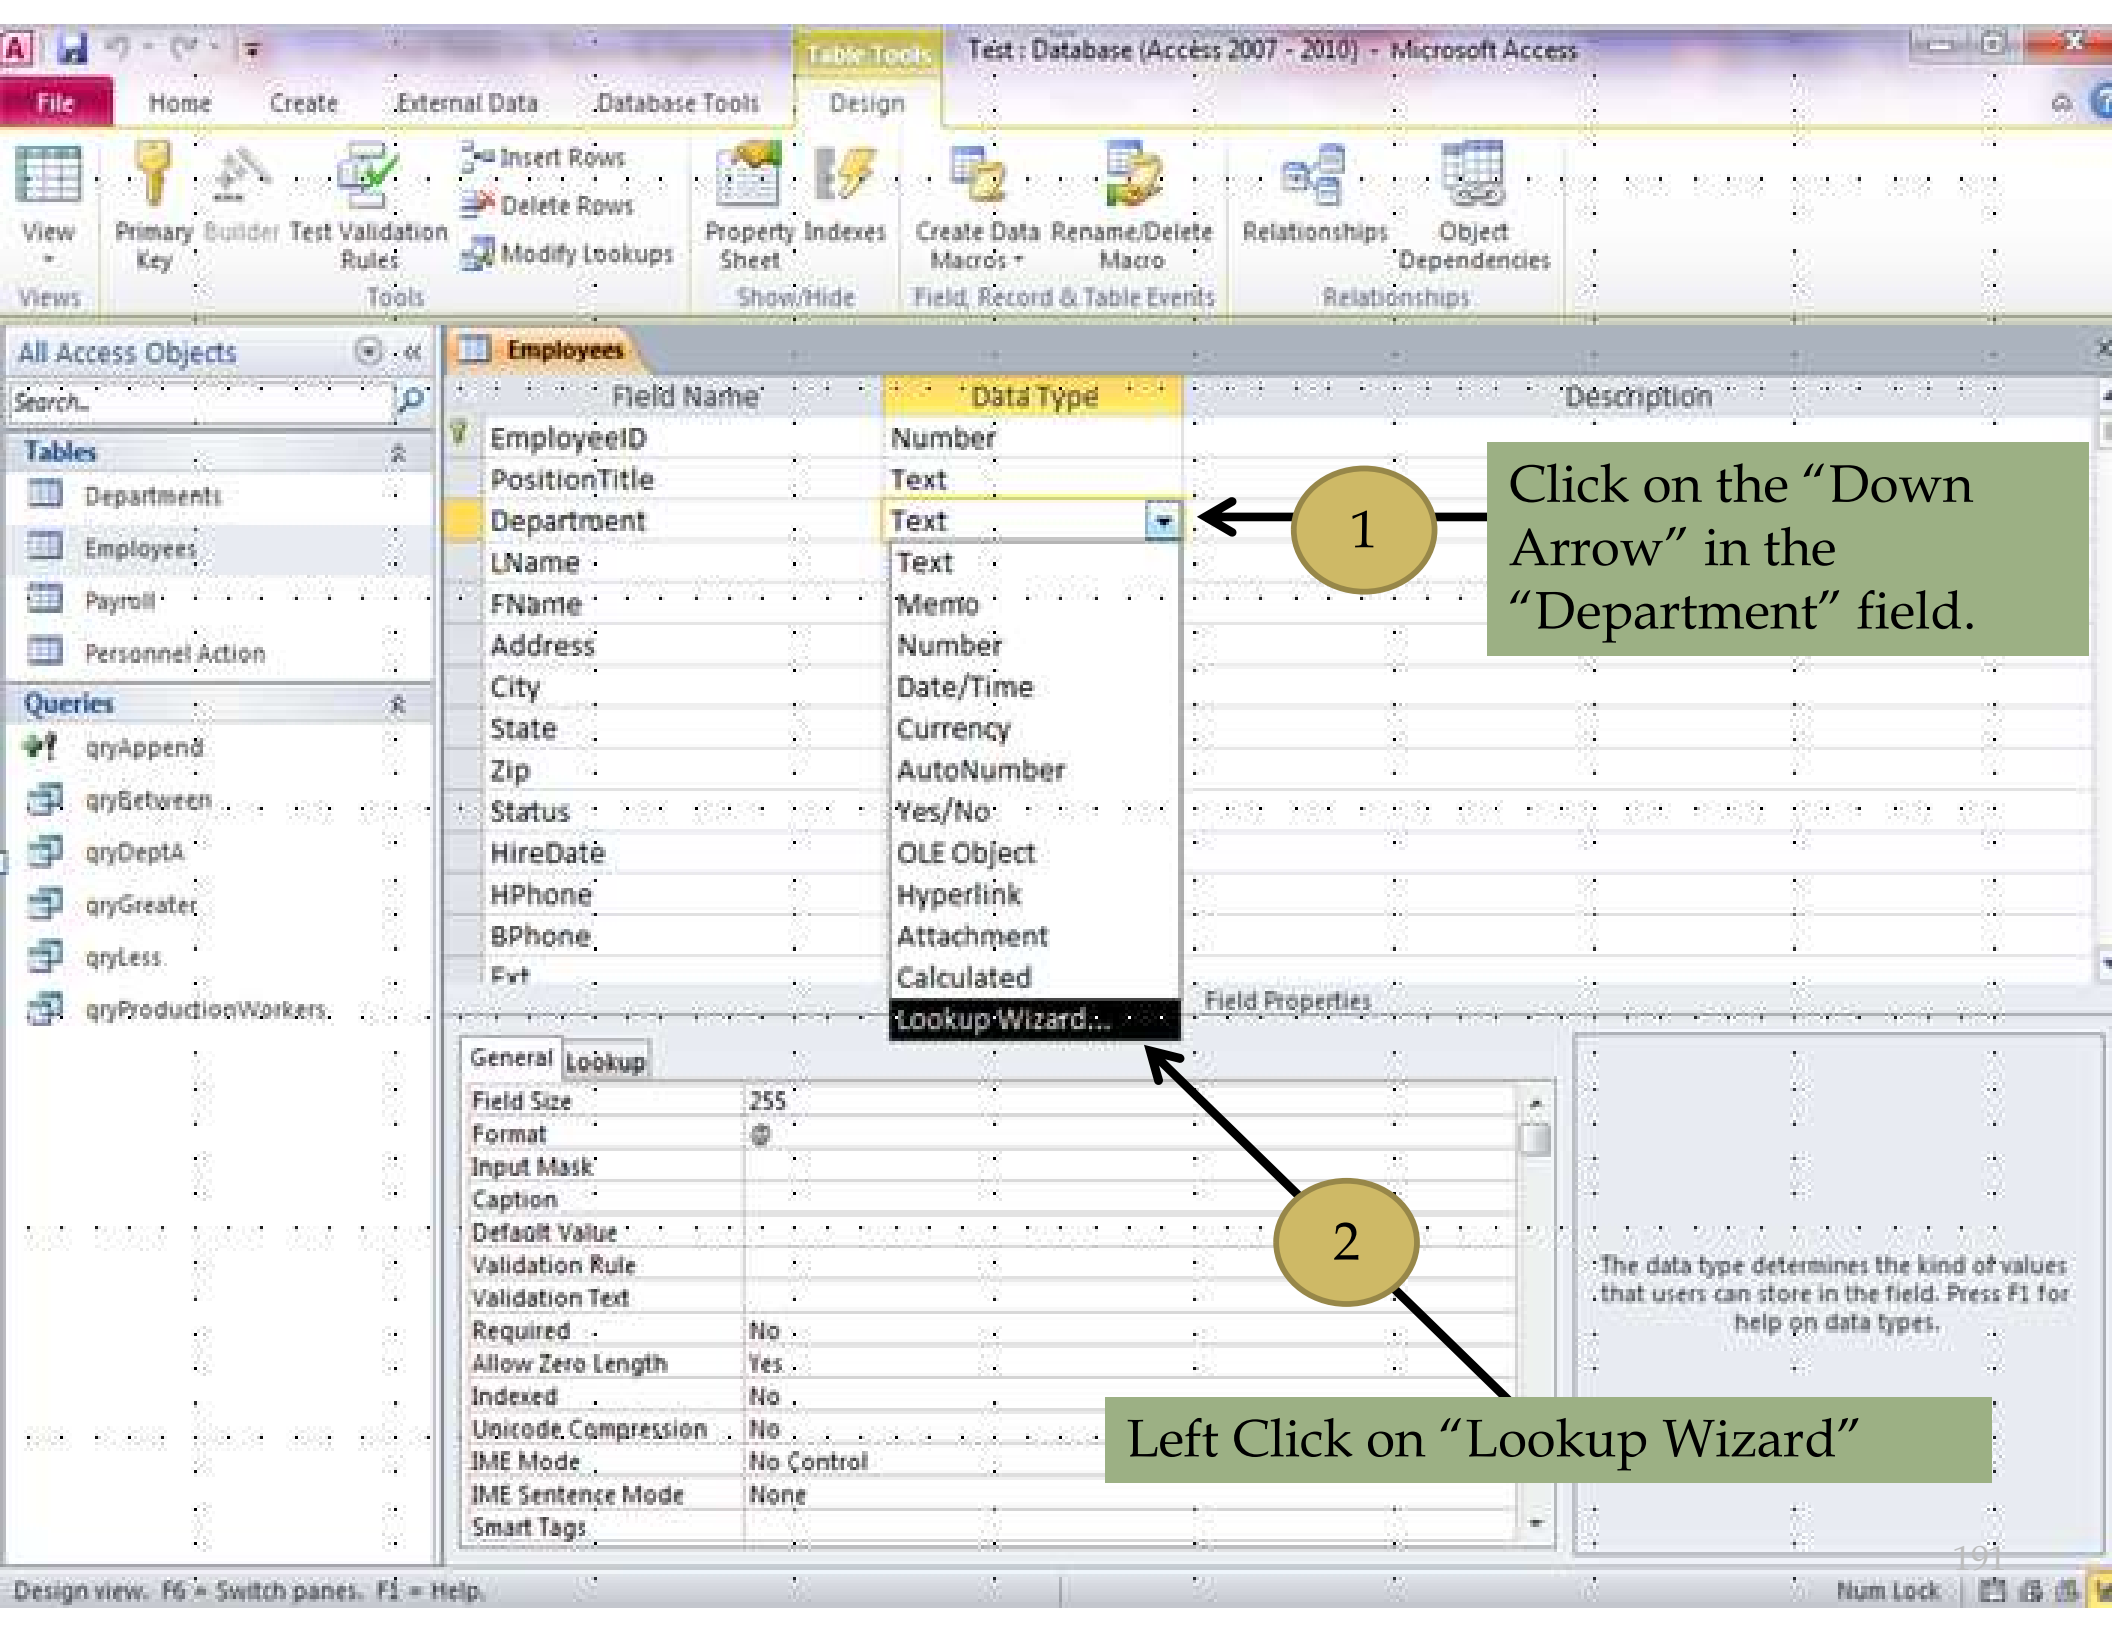 Table Tools
Test : Database (Access 2007 - 2010) - Microsoft Access
File Home Create External Data Database Tools Design
View
Primary Key
Builder
Test Validation Rules
Insert Rows
Delete Rows
Modify Lookups
Property Sheet
Indexes
Create Data Macros
Rename/Delete Macro
Relationships
Object Dependencies
Views
Tools
Show/Hide
Field, Record & Table Events
Relationships
All Access Objects
Search..
Tables
Departments
Employees
Payroll
Personnel Action
Queries
qryAppend
qryBetween
qryDeptA
qryGreater
qryLess
qryProductionWorkers
Employees
Field Name Data Type Description
EmployeeID Number
PositionTitle Text
Department Text
LName
FName
Address
City
State
Zip
Status
HireDate
HPhone
BPhone
Ext
Text
Memo
Number
Date/Time
Currency
AutoNumber
Yes/No
OLE Object
Hyperlink
Attachment
Calculated
Lookup Wizard...
1
Click on the “Down
Arrow” in the
“Department” field.
Field Properties
General Lookup
Field Size 255
Format @
Input Mask
Caption
Default Value
Validation Rule
Validation Text
Required No
Allow Zero Length Yes
Indexed No
Unicode Compression No
IME Mode No Control
IME Sentence Mode None
Smart Tags
2
Left Click on “Lookup Wizard”
The data type determines the kind of values
that users can store in the field. Press F1 for
help on data types.
191
Design view. F6 = Switch panes. F1 = Help.
Num Lock